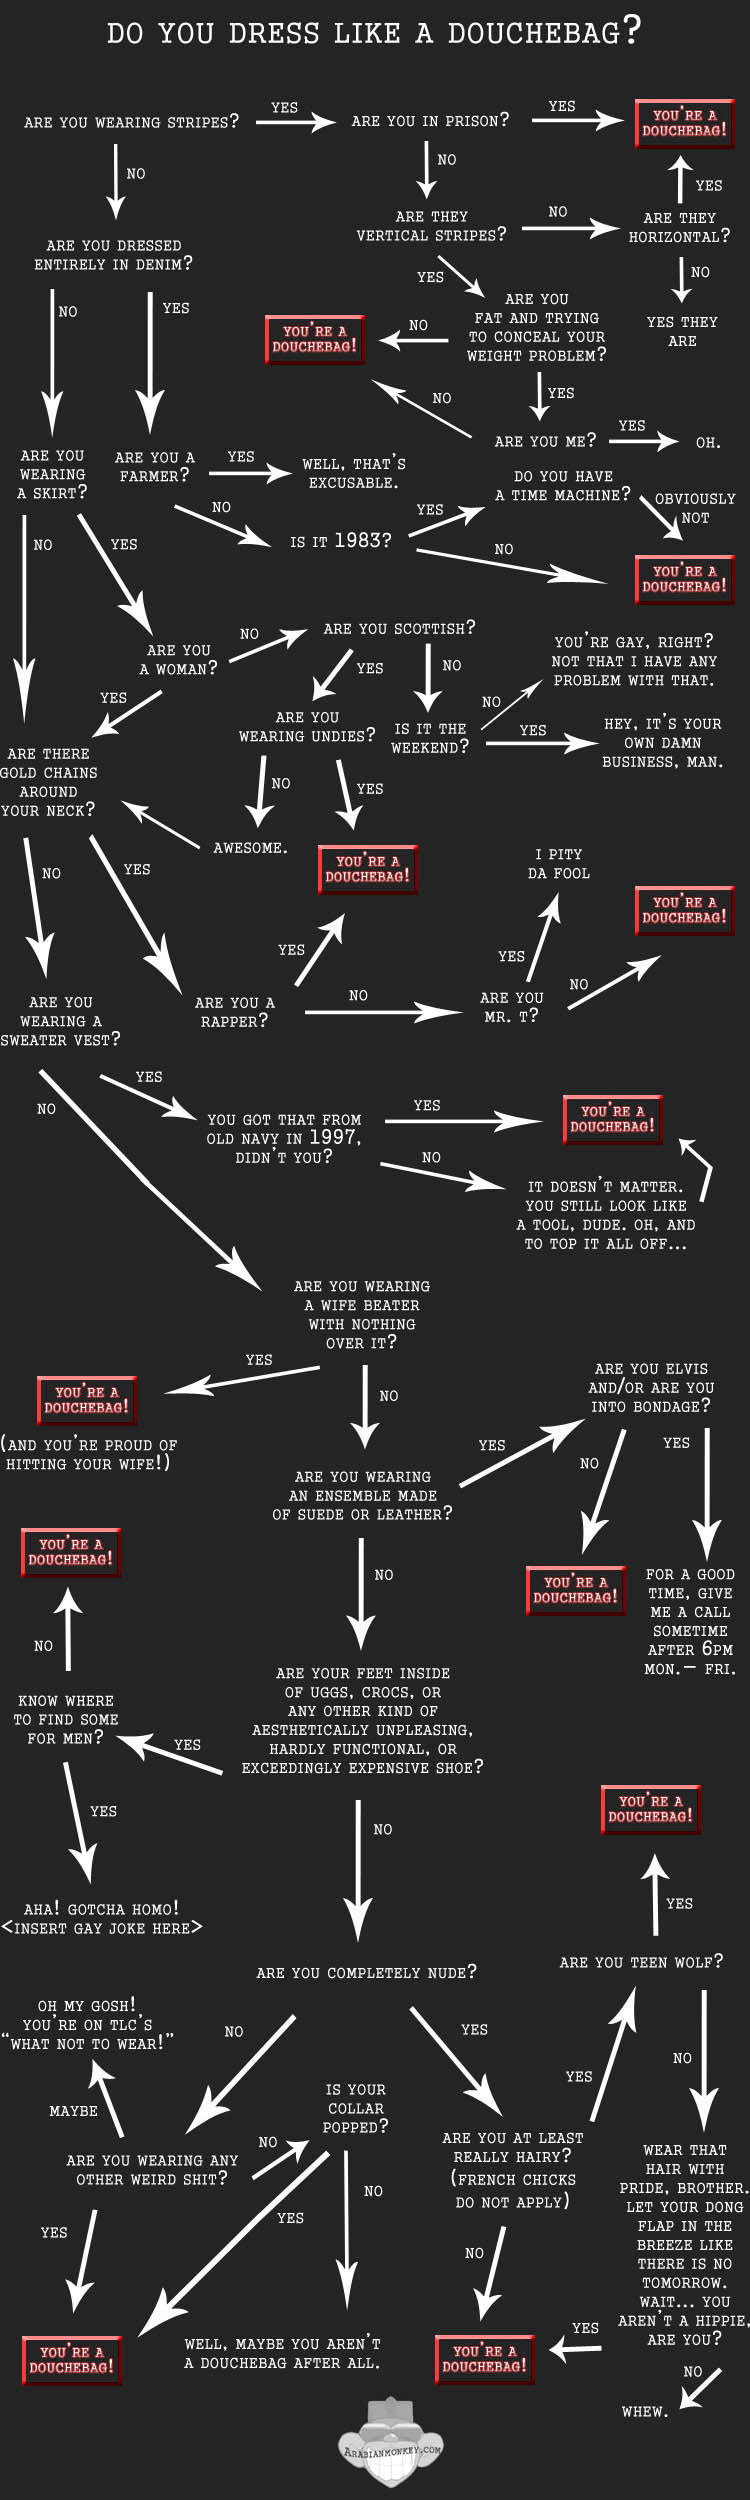 DO YOU DRESS LIKE A DOUCHEBAG?
ARE YOU WEARING STRIPES?
YES
ARE YOU IN PRISON?
YES
YOU'RE A
DOUCHEBAG!
NO
NO
YES
ARE THEY
VERTICAL STRIPES?
NO
ARE THEY
HORIZONTAL?
ARE YOU DRESSED
ENTIRELY IN DENIM?
YES
NO
NO
YES
ARE YOU
FAT AND TRYING
TO CONCEAL YOUR
WEIGHT PROBLEM?
YES THEY
ARE
NO
YOU'RE A
DOUCHEBAG!
NO
YES
ARE YOU ME?
YES
OH.
ARE YOU
WEARING
A SKIRT?
ARE YOU A
FARMER?
YES
WELL, THAT'S
EXCUSABLE.
DO YOU HAVE
A TIME MACHINE?
OBVIOUSLY
NOT
NO
IS IT 1983?
YES
NO
YOU'RE A
DOUCHEBAG!
NO
YES
ARE YOU
A WOMAN?
NO
ARE YOU SCOTTISH?
YOU'RE GAY, RIGHT?
NOT THAT I HAVE ANY
PROBLEM WITH THAT.
YES
NO
YES
ARE YOU
WEARING UNDIES?
IS IT THE
WEEKEND?
NO
YES
HEY, IT'S YOUR
OWN DAMN
BUSINESS, MAN.
ARE THERE
GOLD CHAINS
AROUND
YOUR NECK?
NO
YES
AWESOME.
YOU'RE A
DOUCHEBAG!
I PITY
DA FOOL
NO
YES
YOU'RE A
DOUCHEBAG!
YES
YES
NO
ARE YOU
WEARING A
SWEATER VEST?
ARE YOU A
RAPPER?
NO
ARE YOU
MR. T?
NO
YES
YOU GOT THAT FROM
OLD NAVY IN 1997,
DIDN'T YOU?
YES
YOU'RE A
DOUCHEBAG!
NO
IT DOESN'T MATTER.
YOU STILL LOOK LIKE
A TOOL, DUDE. OH, AND
TO TOP IT ALL OFF...
ARE YOU WEARING
A WIFE BEATER
WITH NOTHING
OVER IT?
YES
YOU'RE A
DOUCHEBAG!
(AND YOU'RE PROUD OF
HITTING YOUR WIFE!)
NO
ARE YOU ELVIS
AND/OR ARE YOU
INTO BONDAGE?
ARE YOU WEARING
AN ENSEMBLE MADE
OF SUEDE OR LEATHER?
YES
NO
YES
YOU'RE A
DOUCHEBAG!
NO
YOU'RE A
DOUCHEBAG!
FOR A GOOD
TIME, GIVE
ME A CALL
SOMETIME
AFTER 6PM
MON.— FRI.
NO
KNOW WHERE
TO FIND SOME
FOR MEN?
YES
ARE YOUR FEET INSIDE
OF UGGS, CROCS, OR
ANY OTHER KIND OF
AESTHETICALLY UNPLEASING,
HARDLY FUNCTIONAL, OR
EXCEEDINGLY EXPENSIVE SHOE?
YES
NO
YOU'RE A
DOUCHEBAG!
AHA! GOTCHA HOMO!
<INSERT GAY JOKE HERE>
YES
ARE YOU COMPLETELY NUDE?
ARE YOU TEEN WOLF?
OH MY GOSH!
YOU'RE ON TLC'S
"WHAT NOT TO WEAR!"
NO
YES
YES
NO
MAYBE
IS YOUR
COLLAR
POPPED?
ARE YOU WEARING ANY
OTHER WEIRD SHIT?
NO
ARE YOU AT LEAST
REALLY HAIRY?
(FRENCH CHICKS
DO NOT APPLY)
WEAR THAT
HAIR WITH
PRIDE, BROTHER.
LET YOUR DONG
FLAP IN THE
BREEZE LIKE
THERE IS NO
TOMORROW.
WAIT... YOU
AREN'T A HIPPIE,
ARE YOU?
YES
YES
NO
NO
YOU'RE A
DOUCHEBAG!
WELL, MAYBE YOU AREN'T
A DOUCHEBAG AFTER ALL.
YOU'RE A
DOUCHEBAG!
YES
NO
WHEW.
ARABIANMONKEY.COM